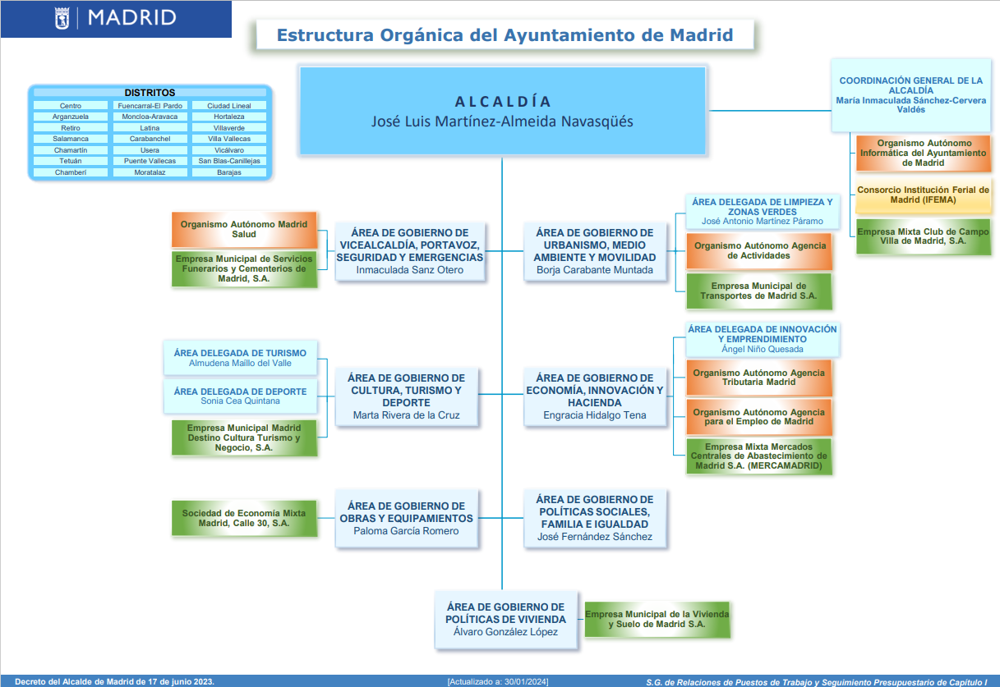 MADRID
Estructura Orgánica del Ayuntamiento de Madrid
ALCALDÍA
José Luis Martínez-Almeida Navasqüés
COORDINACIÓN GENERAL DE LA
ALCALDÍA
María Inmaculada Sánchez-Cervera
Valdés
Organismo Autónomo
Informática del Ayuntamiento
de Madrid
Consorcio Institución Ferial de
Madrid (IFEMA)
Empresa Mixta Club de Campo
Villa de Madrid, S.A.
DISTRITOS
Centro Fuencarral-El Pardo Ciudad Lineal
Arganzuela Moncloa-Aravaca Hortaleza
Retiro Latina Villaverde
Salamanca Carabanchel Villa Vallecas
Chamartín Usera Vicálvaro
Tetuán Puente Vallecas San Blas-Canillejas
Chamberí Moratalaz Barajas
Organismo Autónomo Madrid
Salud
Empresa Municipal de Servicios
Funerarios y Cementerios de
Madrid, S.A.
ÁREA DE GOBIERNO DE
VICEALCALDÍA, PORTAVOZ,
SEGURIDAD Y EMERGENCIAS
Inmaculada Sanz Otero
ÁREA DE GOBIERNO DE
URBANISMO, MEDIO
AMBIENTE Y MOVILIDAD
Borja Carabante Muntada
ÁREA DELEGADA DE LIMPIEZA Y
ZONAS VERDES
José Antonio Martínez Páramo
Organismo Autónomo Agencia
de Actividades
Empresa Municipal de
Transportes de Madrid S.A.
ÁREA DELEGADA DE TURISMO
Almudena Maillo del Valle
ÁREA DELEGADA DE DEPORTE
Sonia Cea Quintana
Empresa Municipal Madrid
Destino Cultura Turismo y
Negocio, S.A.
ÁREA DE GOBIERNO DE
CULTURA, TURISMO Y
DEPORTE
Marta Rivera de la Cruz
ÁREA DE GOBIERNO DE
ECONOMÍA, INNOVACIÓN Y
HACIENDA
Engracia Hidalgo Tena
ÁREA DELEGADA DE INNOVACIÓN
Y EMPRENDIMIENTO
Ángel Niño Quesada
Organismo Autónomo Agencia
Tributaria Madrid
Organismo Autónomo Agencia
para el Empleo de Madrid
Empresa Mixta Mercados
Centrales de Abastecimiento de
Madrid S.A. (MERCAMADRID)
Sociedad de Economía Mixta
Madrid, Calle 30, S.A.
ÁREA DE GOBIERNO DE
OBRAS Y EQUIPAMIENTOS
Paloma García Romero
ÁREA DE GOBIERNO DE
POLÍTICAS SOCIALES,
FAMILIA E IGUALDAD
José Fernández Sánchez
ÁREA DE GOBIERNO DE
POLÍTICAS DE VIVIENDA
Álvaro González López
Empresa Municipal de la Vivienda
y Suelo de Madrid S.A.
Decreto del Alcalde de Madrid de 17 de junio 2023.
[Actualizado a: 30/01/2024]
S.G. de Relaciones de Puestos de Trabajo y Seguimiento Presupuestario de Capítulo I